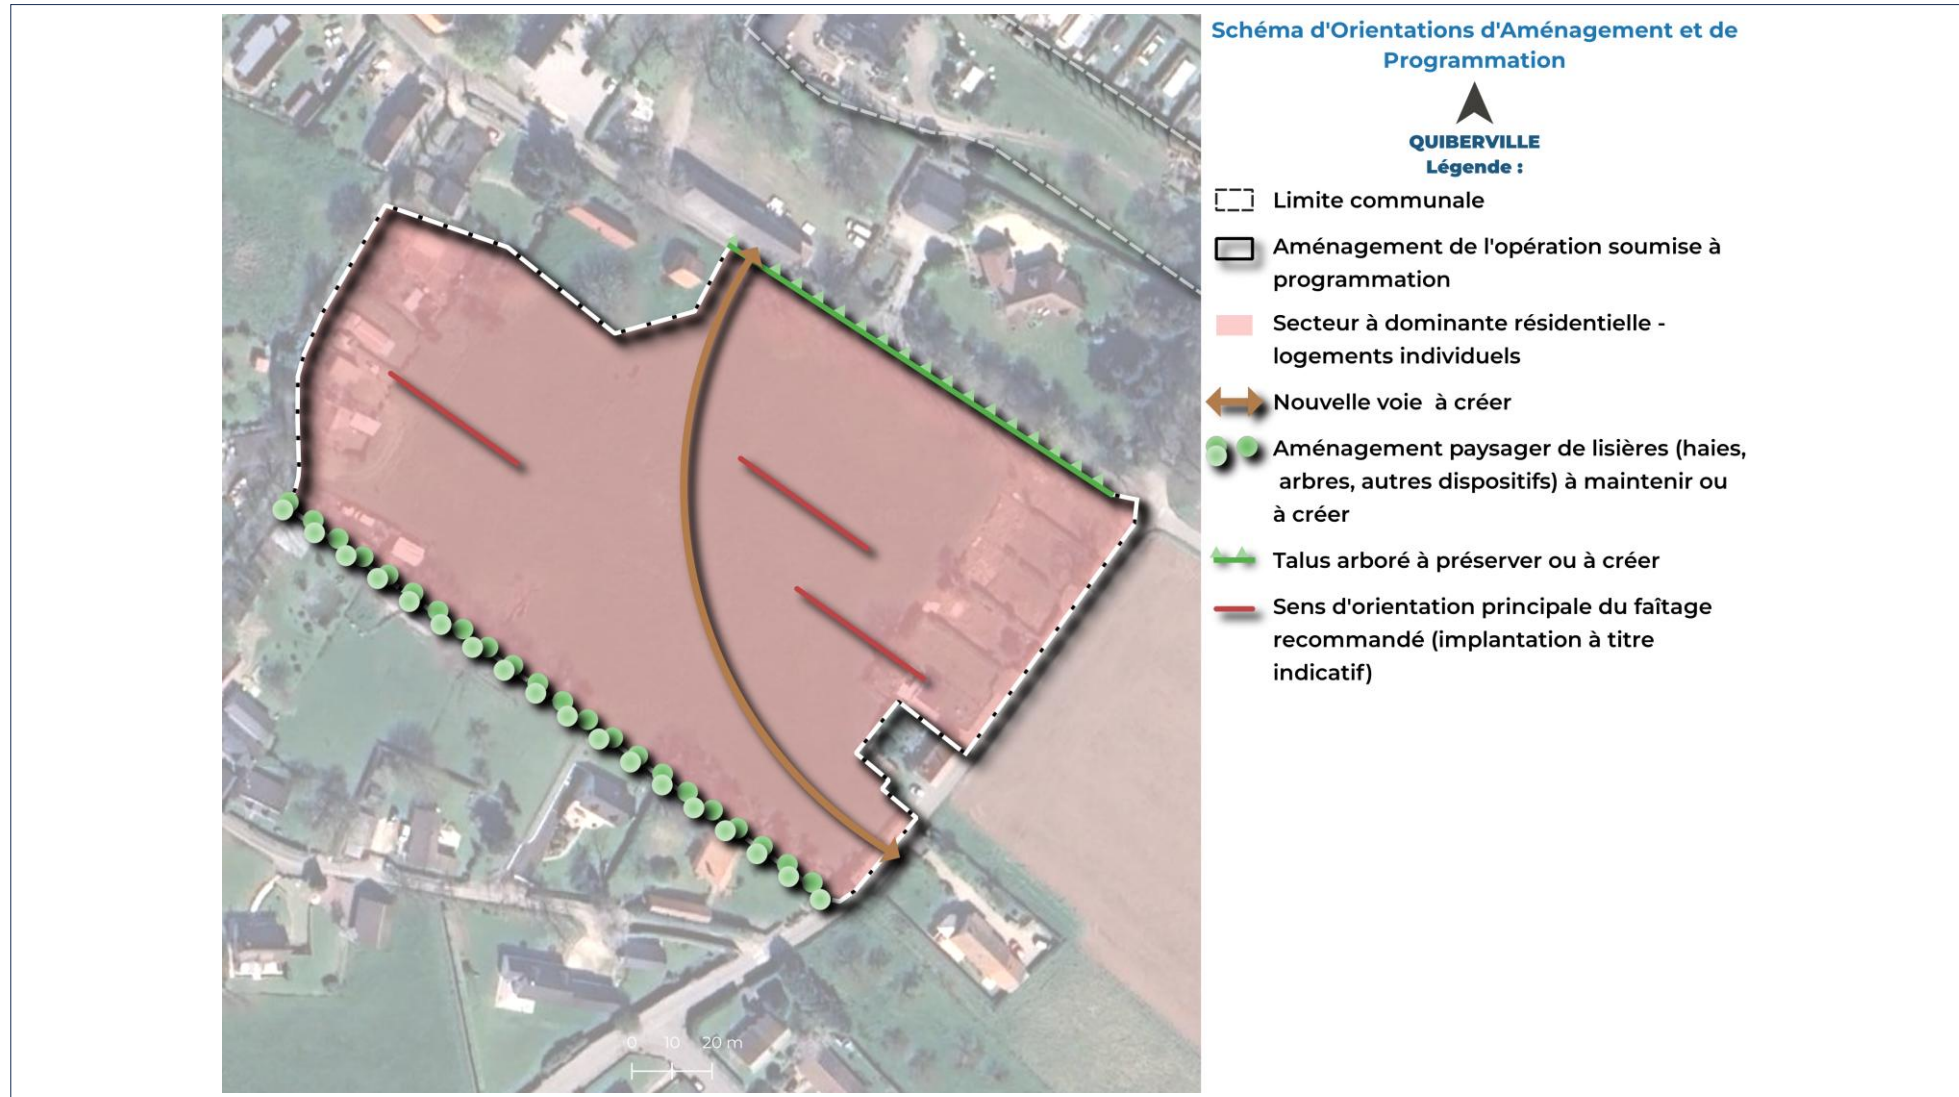 Schéma d'Orientations d'Aménagement et de
Programmation
QUIBERVILLE
Légende :
Limite communale
Aménagement de l'opération soumise à
programmation
Secteur à dominante résidentielle -
logements individuels
Nouvelle voie à créer
Aménagement paysager de lisières (haies,
arbres, autres dispositifs) à maintenir ou
à créer
Talus arboré à préserver ou à créer
Sens d'orientation principale du faîtage
recommandé (implantation à titre
indicatif)
0 10 20 m